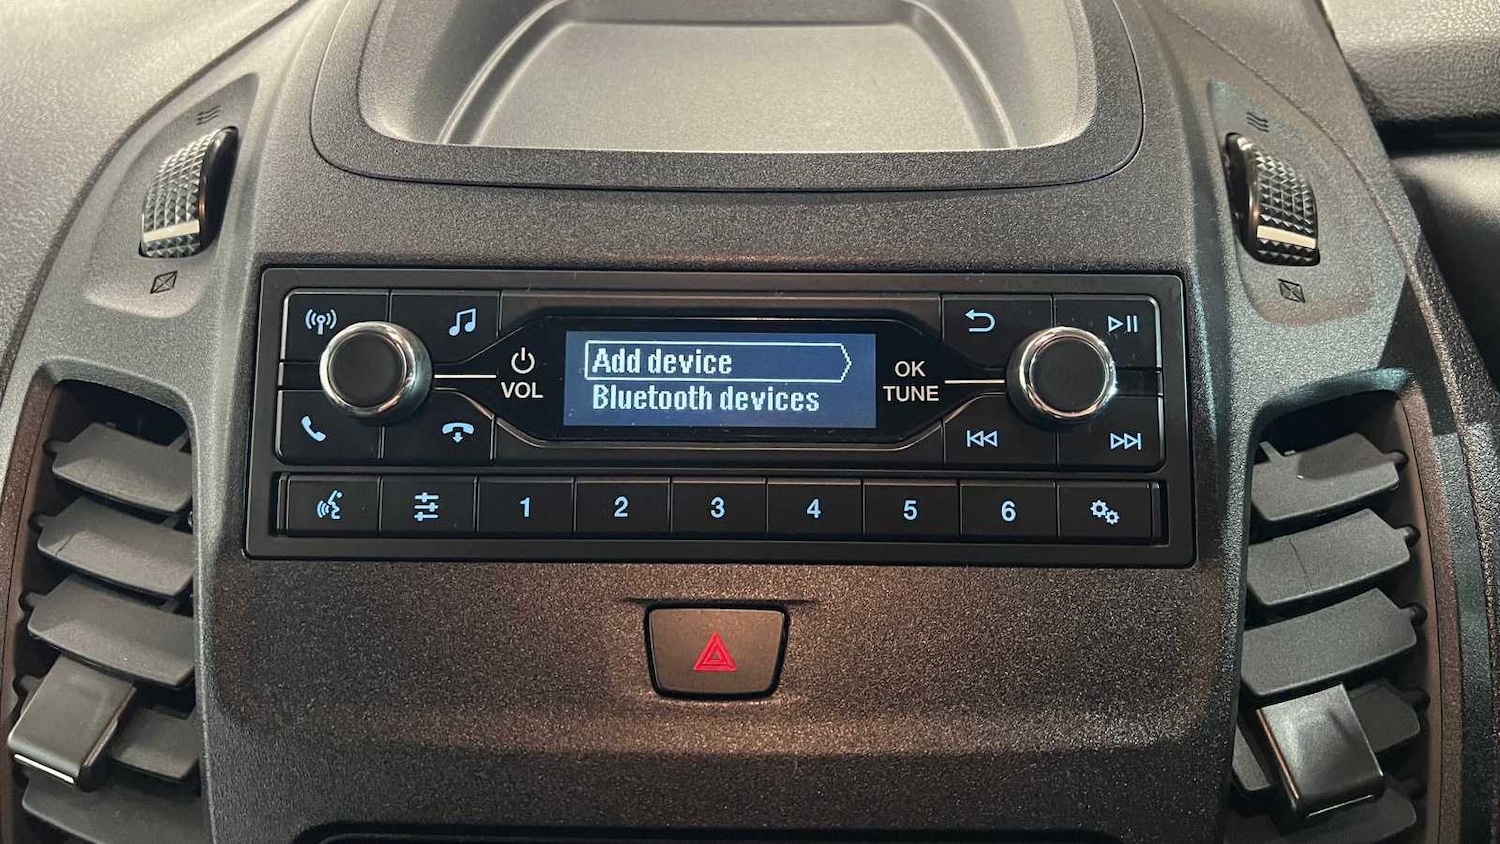 Add device
Bluetooth devices
VOL
OK
TUNE
1 2 3 4 5 6